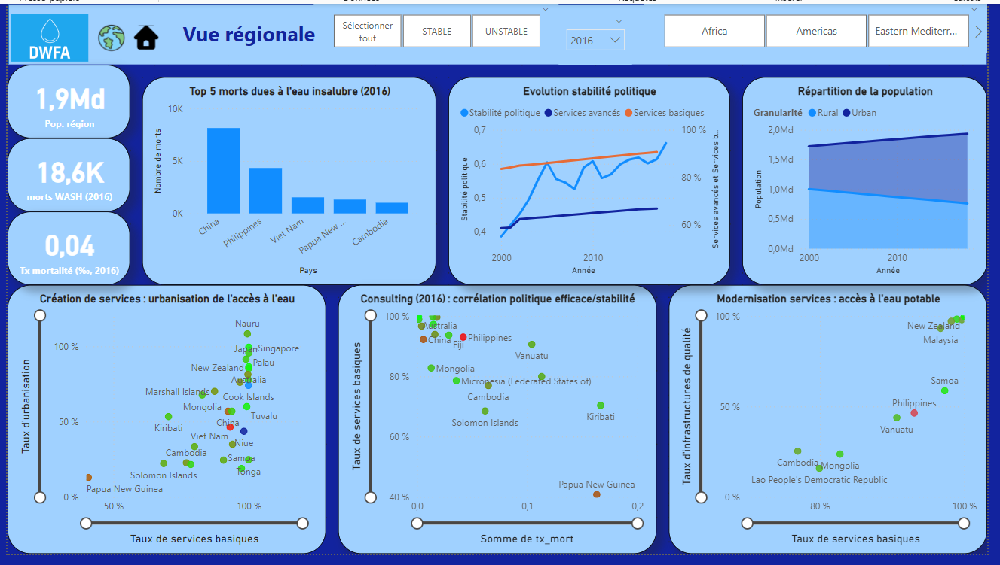 DWFA
Vue régionale
Sélectionner
tout
STABLE
UNSTABLE
2016
Africa
Americas
Eastern Mediterr...
1,9Md
Pop. région
18,6K
morts WASH (2016)
0,04
Tx mortalité (‰, 2016)
Top 5 morts dues à l'eau insalubre (2016)
Nombre de morts
10K
5K
0K
China
Philippines
Viet Nam
Papua New ...
Cambodia
Pays
Evolution stabilité politique
Stabilité politique
Services avancés
Services basiques
Stabilité politique
0,7
0,6
0,5
0,4
100 %
80 %
60 %
Services avancés et Services b...
2000
2010
Année
Répartition de la population
Granularité
Rural
Urban
Population
2,0Md
1,5Md
1,0Md
0,5Md
0,0Md
2000
2010
Année
Création de services : urbanisation de l'accès à l'eau
Taux d'urbanisation
100 %
50 %
0 %
Nauru
Japan
Singapore
Palau
New Zealand
Australia
Marshall Islands
Cook Islands
Mongolia
Tuvalu
China
Kiribati
Viet Nam
Niue
Cambodia
Samoa
Solomon Islands
Tonga
Papua New Guinea
50 %
100 %
Taux de services basiques
Consulting (2016) : corrélation politique efficace/stabilité
Taux de services basiques
100 %
80 %
60 %
40 %
Australia
China
Fiji
Philippines
Vanuatu
Mongolia
Micronesia (Federated States of)
Cambodia
Solomon Islands
Kiribati
Papua New Guinea
0,0
0,1
0,2
Somme de tx_mort
Modernisation services : accès à l'eau potable
Taux d'infrastructures de qualité
100 %
50 %
0 %
New Zealand
Malaysia
Samoa
Philippines
Vanuatu
Cambodia
Mongolia
Lao People's Democratic Republic
80 %
100 %
Taux de services basiques